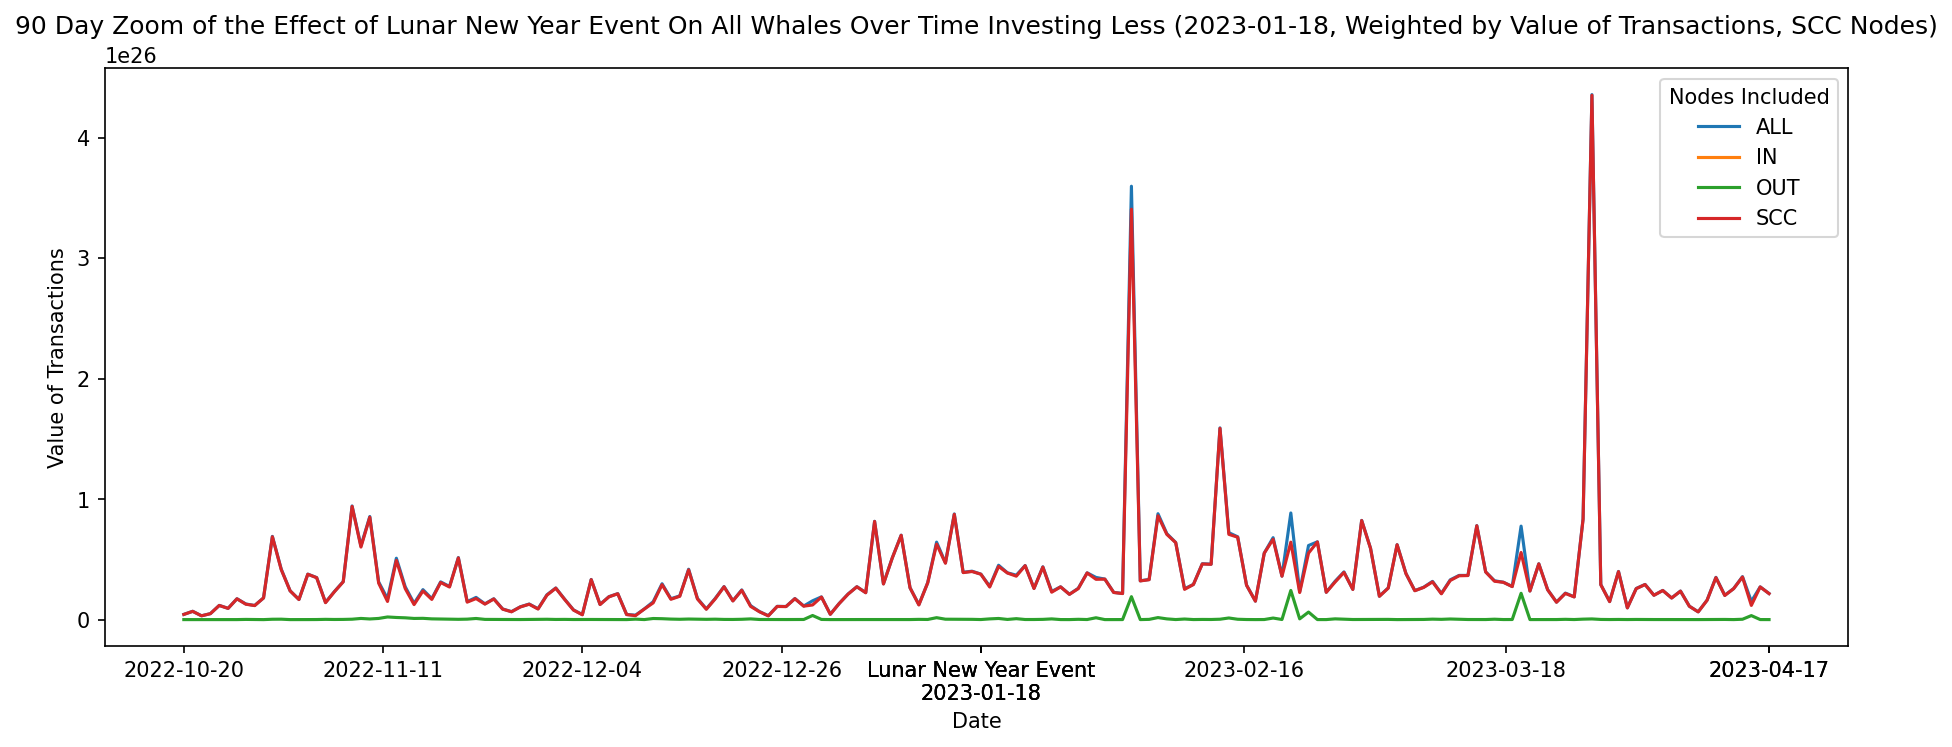 90 Day Zoom of the Effect of Lunar New Year Event On All Whales Over Time Investing Less (2023-01-18, Weighted by Value of Transactions, SCC Nodes)
1e26
Nodes Included
ALL
IN
OUT
SCC
4
3
2
1
0
Value of Transactions
2022-10-20
2022-11-11
2022-12-04
2022-12-26
Lunar New Year Event
2023-01-18
2023-02-16
2023-03-18
2023-04-17
Date